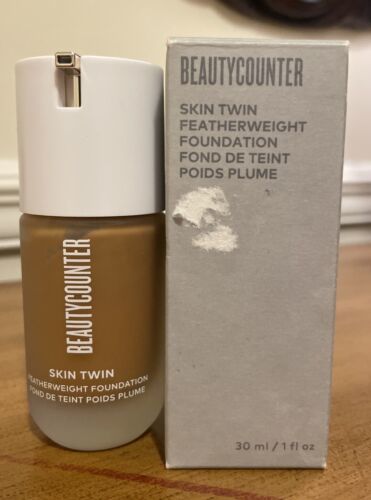 BEAUTYCOUNTER
SKIN TWIN
FEATHERWEIGHT FOUNDATION
FOND DE TEINT POIDS PLUME
BEAUTYCOUNTER
SKIN TWIN
FEATHERWEIGHT
FOUNDATION
FOND DE TEINT
POIDS PLUME
30 ml / 1 fl oz